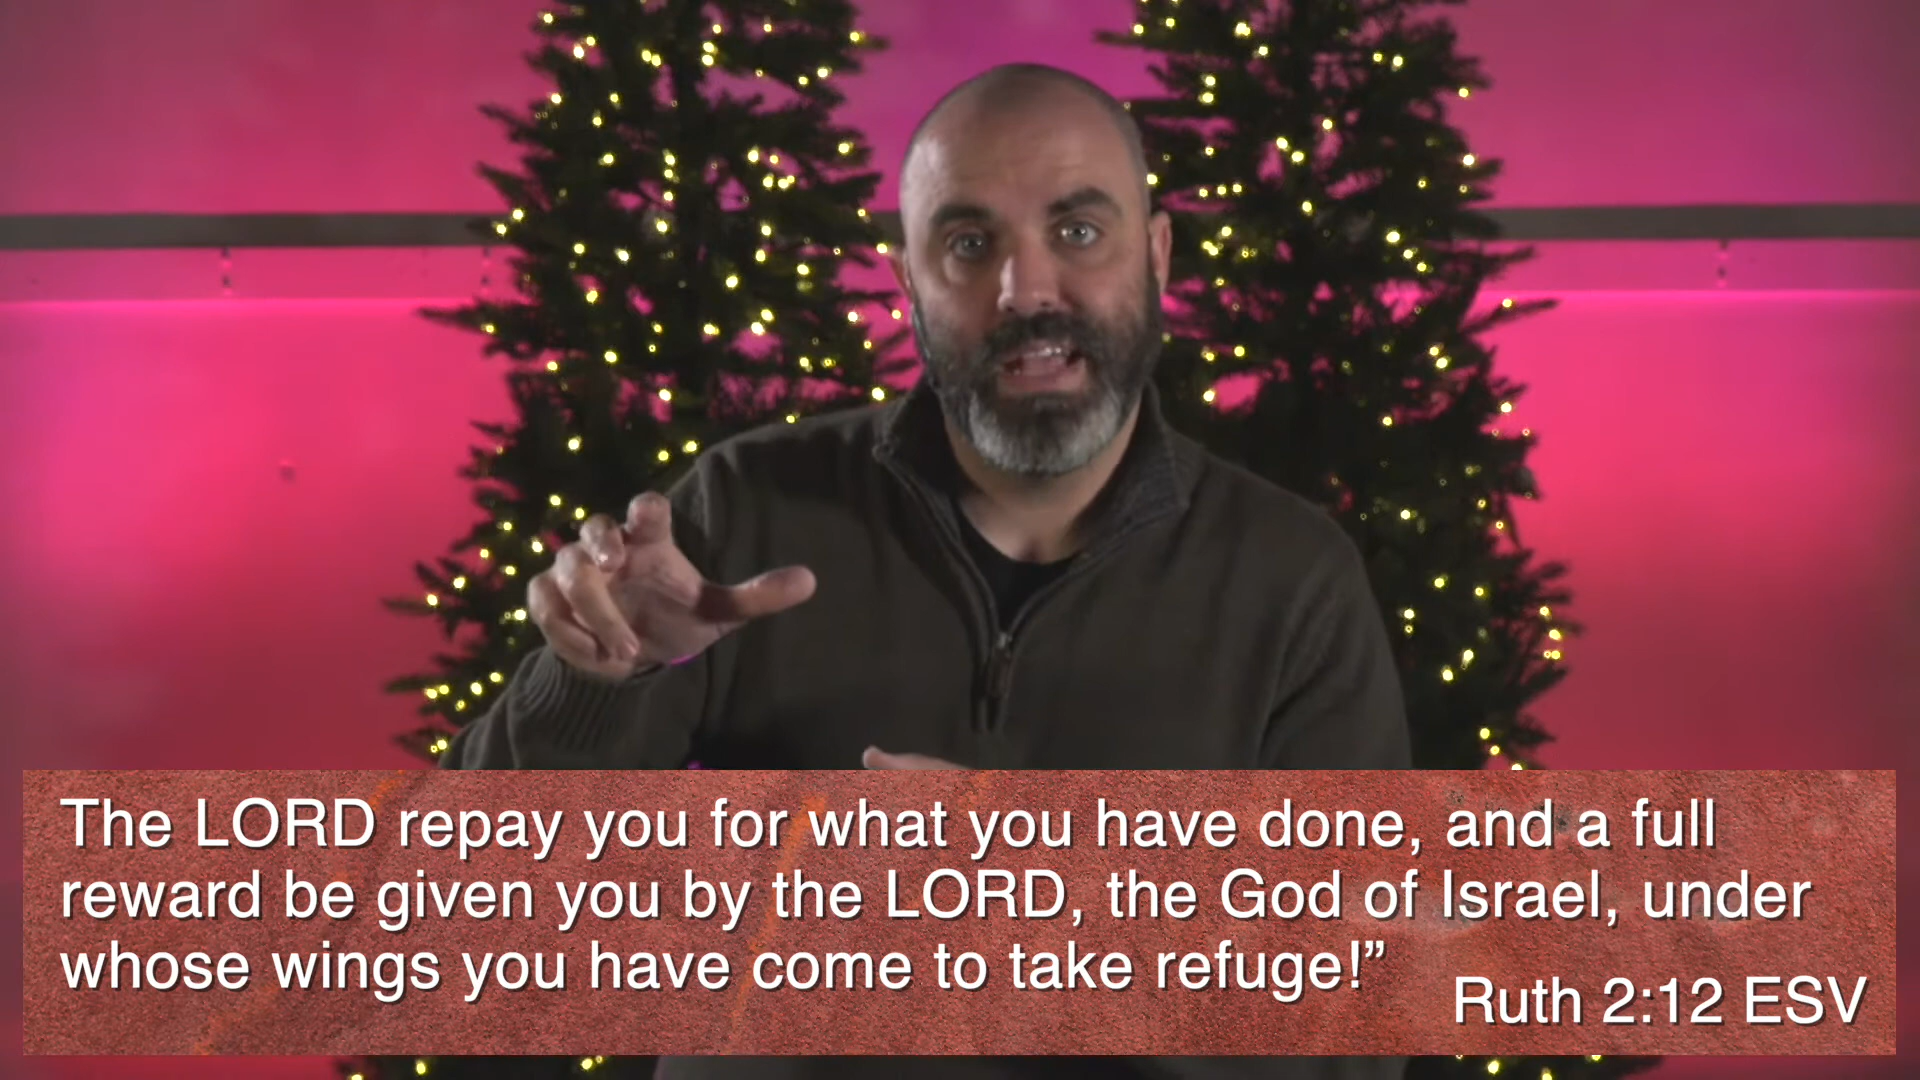 The LORD repay you for what you have done, and a full
reward be given you by the LORD, the God of Israel, under
whose wings you have come to take refuge!”
Ruth 2:12 ESV